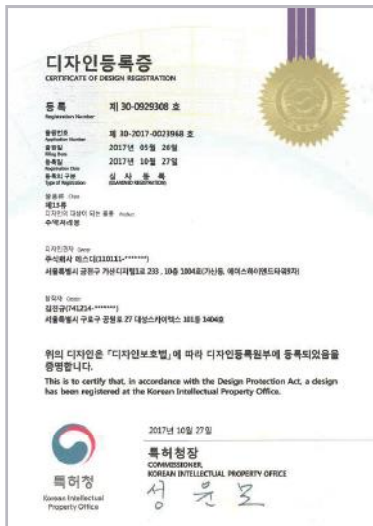 디자인등록증
CERTIFICATE OF DESIGN REGISTRATION
등록 제 30-0929308 호
Registration Number
출원번호 제 30-2017-0023968 호
Application Number
출원일 2017년 05월 26일
Filing Date
등록일 2017년 10월 27일
Registration Date
등록의 구분 심사등록
Type of Registration (EXAMINED REGISTRATION)
물품류 Class
제13류
디자인의 대상이 되는 물품 Product
디자인권자 Owner
주식회사 에스디(110111-*******)
서울특별시 금천구 가산디지털1로 233, 10층 1004호(가산동, 에이스하이엔드타워9차)
창작자 Creator
김진규(741214-*******)
서울특별시 구로구 공원로 27 대성스카이렉스 101동 1404호
위의 디자인은 「디자인보호법」에 따라 디자인등록원부에 등록되었음을
증명합니다.
This is to certify that, in accordance with the Design Protection Act, a design
has been registered at the Korean Intellectual Property Office.
2017년 10월 27일
특허청
Korean Intellectual
Property Office
특허청장
COMMISSIONER,
KOREAN INTELLECTUAL PROPERTY OFFICE
성윤모